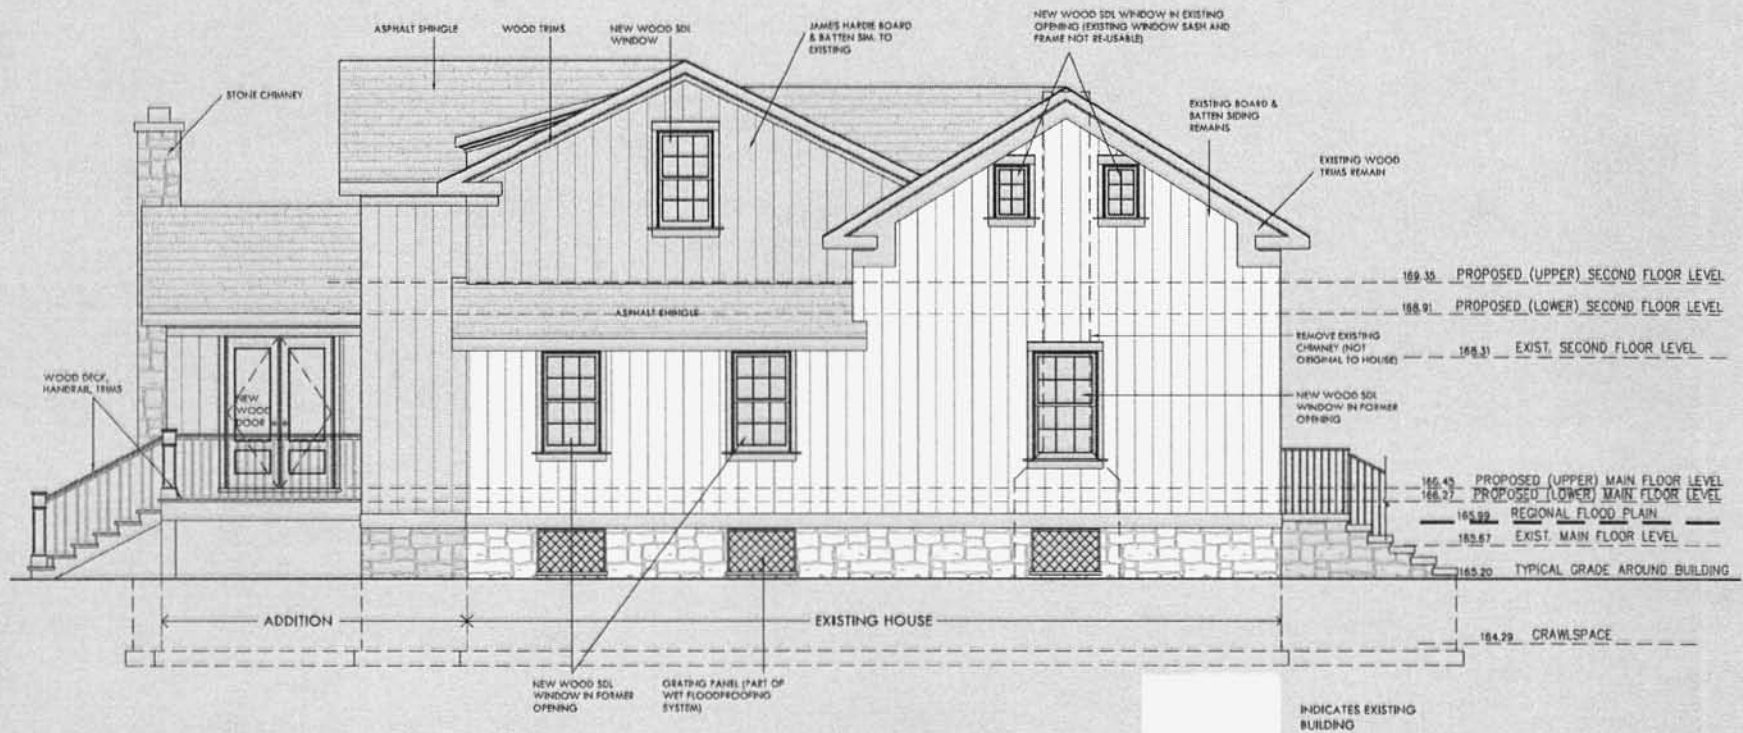 ASPHALT SHINGLE
WOOD TRIMS
NEW WOOD SDL
WINDOW
JAMES HARDIE BOARD
& BATTEN SIM. TO
EXISTING
NEW WOOD SDL WINDOW IN EXISTING
OPENING (EXISTING WINDOW SASH AND
FRAME NOT RE-USABLE)
STONE CHIMNEY
EXISTING BOARD &
BATTEN SIDING
REMAINS
EXISTING WOOD
TRIMS REMAIN
169.35 PROPOSED (UPPER) SECOND FLOOR LEVEL
168.91 PROPOSED (LOWER) SECOND FLOOR LEVEL
ASPHALT SHINGLE
REMOVE EXISTING
CHIMNEY (NOT
ORIGINAL TO HOUSE)
168.31 EXIST. SECOND FLOOR LEVEL
WOOD DECK,
HANDRAIL, TRIMS
NEW
WOOD
DOOR
NEW WOOD SDL
WINDOW IN FORMER
OPENING
166.45 PROPOSED (UPPER) MAIN FLOOR LEVEL
166.27 PROPOSED (LOWER) MAIN FLOOR LEVEL
165.99 REGIONAL FLOOD PLAIN
165.67 EXIST. MAIN FLOOR LEVEL
165.20 TYPICAL GRADE AROUND BUILDING
ADDITION
EXISTING HOUSE
164.29 CRAWLSPACE
NEW WOOD SDL
WINDOW IN FORMER
OPENING
GRATING PANEL (PART OF
WET FLOODPROOFING
SYSTEM)
INDICATES EXISTING
BUILDING